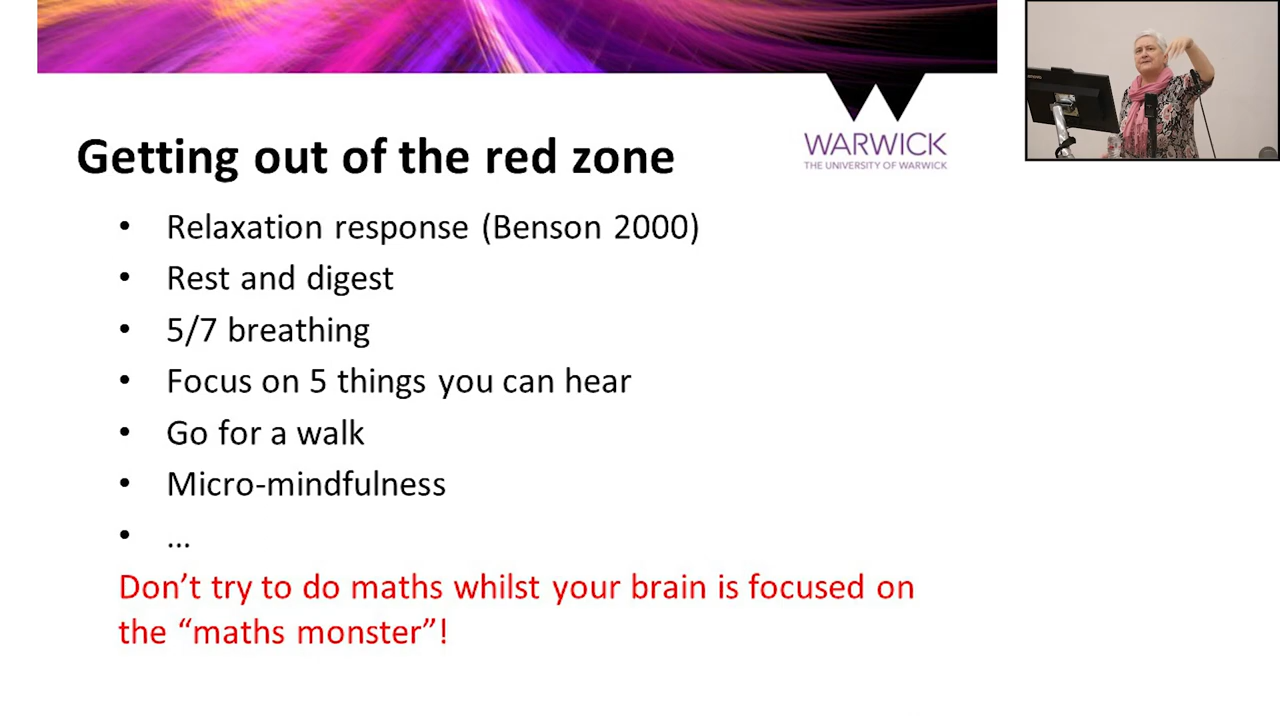 WARWICK
THE UNIVERSITY OF WARWICK
Getting out of the red zone
• Relaxation response (Benson 2000)
• Rest and digest
• 5/7 breathing
• Focus on 5 things you can hear
• Go for a walk
• Micro-mindfulness
• ...
Don’t try to do maths whilst your brain is focused on
the “maths monster”!